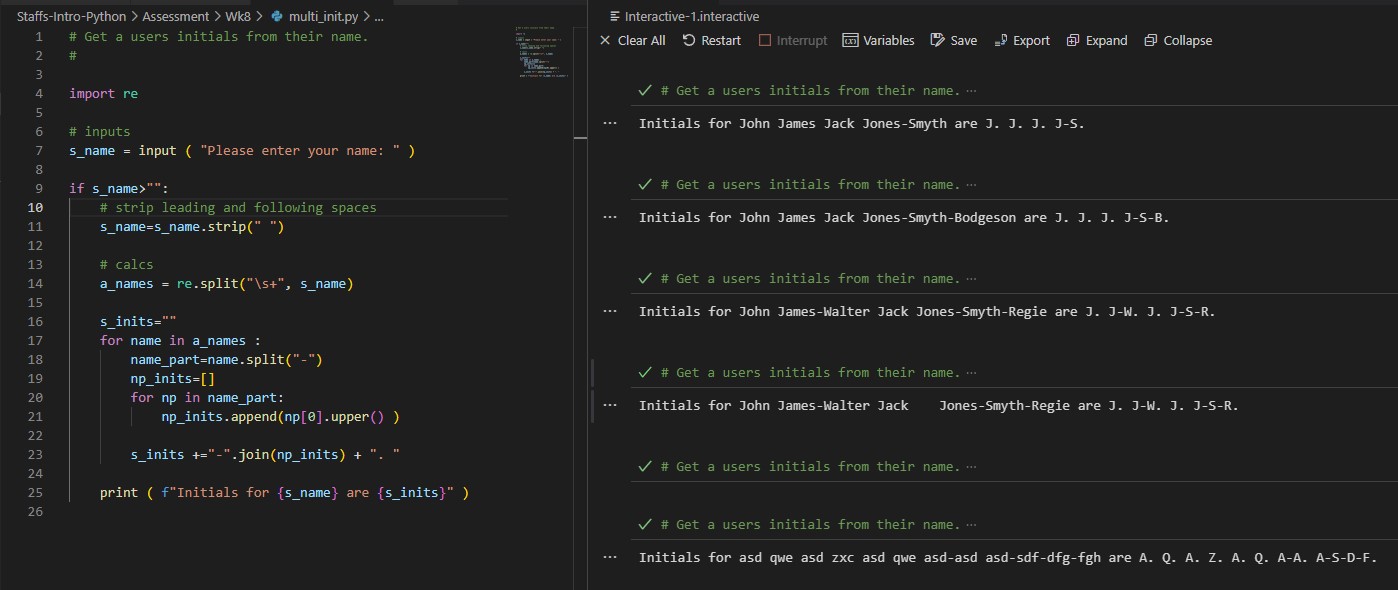 Staffs-Intro-Python > Assessment > Wk8 > multi_init.py > ...
1 # Get a users initials from their name.
2 #
3
4 import re
5
6 # inputs
7 s_name = input ( "Please enter your name: " )
8
9 if s_name>"":
10     # strip leading and following spaces
11     s_name=s_name.strip(" ")
12
13     # calcs
14     a_names = re.split("\s+", s_name)
15
16     s_inits=""
17     for name in a_names :
18         name_part=name.split("-")
19         np_inits=[]
20         for np in name_part:
21             np_inits.append(np[0].upper() )
22
23         s_inits +="-".join(np_inits) + ". "
24
25     print ( f"Initials for {s_name} are {s_inits}" )
26
Interactive-1.interactive
Clear All Restart Interrupt Variables Save Export Expand Collapse
# Get a users initials from their name. ...
... Initials for John James Jack Jones-Smyth are J. J. J. J-S.
# Get a users initials from their name. ...
... Initials for John James Jack Jones-Smyth-Bodgeson are J. J. J. J-S-B.
# Get a users initials from their name. ...
... Initials for John James-Walter Jack Jones-Smyth-Regie are J. J-W. J. J-S-R.
# Get a users initials from their name. ...
... Initials for John James-Walter Jack    Jones-Smyth-Regie are J. J-W. J. J-S-R.
# Get a users initials from their name. ...
# Get a users initials from their name. ...
... Initials for asd qwe asd zxc asd qwe asd-asd asd-sdf-dfg-fgh are A. Q. A. Z. A. Q. A-A. A-S-D-F.